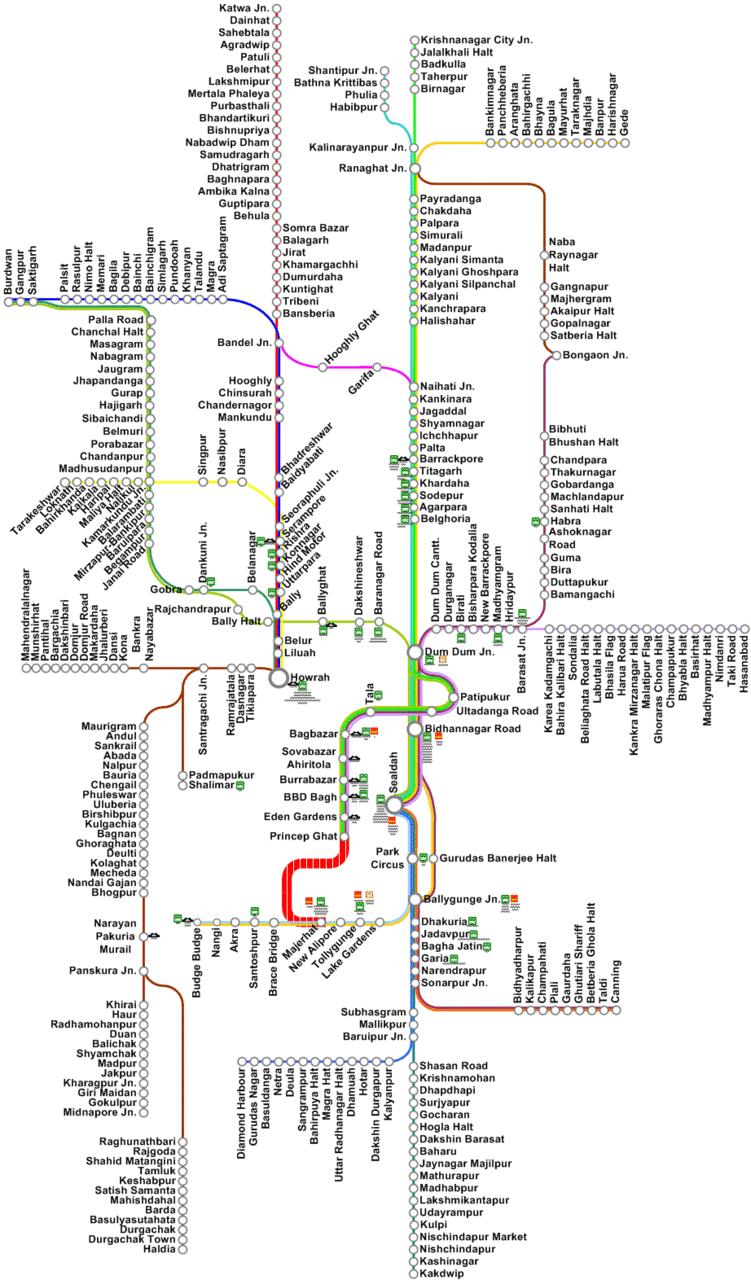 Katwa Jn.
Dainhat
Sahebtala
Agradwip
Patuli
Belerhat
Lakshmipur
Mertala Phaleya
Purbasthali
Bhandartikuri
Bishnupriya
Nabadwip Dham
Samudragarh
Dhatrigram
Baghnapara
Ambika Kalna
Guptipara
Behula
Somra Bazar
Balagarh
Jirat
Khamargachhi
Dumurdaha
Kuntighat
Tribeni
Bansberia
Bandel Jn.
Krishnanagar City Jn.
Jalalkhali Halt
Badkulla
Taherpur
Birnagar
Shantipur Jn.
Bathna Krittibas
Phulia
Habibpur
Kalinarayanpur Jn.
Ranaghat Jn.
Bankimnagar
Panchheberia
Aranghata
Bahirgachhi
Bhayna
Bagula
Mayurhat
Taraknagar
Majhdia
Banpur
Harishnagar
Gede
Payradanga
Chakdaha
Palpara
Simurali
Madanpur
Kalyani Simanta
Kalyani Ghoshpara
Kalyani Silpanchal
Kalyani
Kanchrapara
Halishahar
Naba
Raynagar
Halt
Gangnapur
Majhergram
Akaipur Halt
Gopalnagar
Satberia Halt
Bongaon Jn.
Burdwan
Gangpur
Saktigarh
Palsit
Rasulpur
Nimo Halt
Memari
Bagila
Debipur
Bainchi
Bainchigram
Simlagarh
Pundooah
Khanyan
Talandu
Magra
Adi Saptagram
Palla Road
Chanchal Halt
Masagram
Nabagram
Jaugram
Jhapandanga
Gurap
Hajigarh
Sibaichandi
Belmuri
Porabazar
Chandanpur
Madhusudanpur
Hooghly Ghat
Garifa
Hooghly
Chinsurah
Chandernagor
Mankundu
Bhadreshwar
Baidyabati
Naihati Jn.
Kankinara
Jagaddal
Shyamnagar
Ichchhapur
Palta
Barrackpore
Titagarh
Khardaha
Sodepur
Agarpara
Belghoria
Bibhuti
Bhushan Halt
Chandpara
Thakurnagar
Gobardanga
Machlandapur
Sanhati Halt
Habra
Ashoknagar
Road
Guma
Bira
Duttapukur
Bamangachi
Singpur
Nasibpur
Diara
Tarakeshwar
Loknath
Bahirkhanda
Kaikala
Haripal
Maliya Halt
Nalikul
Kamarkundu Jn.
Balarambati
Mirzapur Bankipur
Baruipara
Begampur
Janai Road
Seoraphuli Jn.
Serampore
Rishra
Konnagar
Hind Motor
Uttarpara
Bally
Gobra
Dankuni Jn.
Belanagar
Rajchandrapur
Bally Halt
Ballyghat
Dakshineshwar
Baranagar Road
Belur
Liluah
Howrah
Dum Dum Cantt.
Durganagar
Birati
Bisharpara Kodalia
New Barrackpore
Madhyamgram
Hridaypur
Barasat Jn.
Karea Kadamgachi
Bahira Kalibari Halt
Sondalia
Beliaghata Road Halt
Labutala Halt
Bhasila Flag
Harua Road
Kankra Mirzanagar Halt
Malatipur Flag
Ghoraras Chona Halt
Champapukur
Bhyabla Halt
Basirhat
Madhyampur Halt
Nimdanri
Taki Road
Hasanabad
Mahendralalnagar
Munshirhat
Pantihal
Bargachia
Dakshinbari
Domjur
Domjur Road
Makardaha
Jhalurberi
Dansi
Kona
Bankra
Nayabazar
Santragachi Jn.
Ramrajatala
Dasnagar
Tikiapara
Padmapukur
Shalimar
Dum Dum Jn.
Tala
Patipukur
Ultadanga Road
Bidhannagar Road
Bagbazar
Sovabazar
Ahiritola
Burrabazar
BBD Bagh
Eden Gardens
Princep Ghat
Sealdah
Park
Circus
Gurudas Banerjee Halt
Ballygunge Jn.
Maurigram
Andul
Sankrail
Abada
Nalpur
Bauria
Chengail
Phuleswar
Uluberia
Birshibpur
Kulgachia
Bagnan
Ghoraghata
Deulti
Kolaghat
Mecheda
Nandai Gajan
Bhogpur
Narayan
Pakuria
Murail
Panskura Jn.
Budge Budge
Nangi
Akra
Santoshpur
Brace Bridge
Majerhat
New Alipore
Tollygunge
Lake Gardens
Dhakuria
Jadavpur
Bagha Jatin
Garia
Narendrapur
Sonarpur Jn.
Bidhyadharpur
Kalikapur
Champahati
Piali
Gaurdaha
Ghutiari Shariff
Betberia Ghola Halt
Taldi
Canning
Subhasgram
Mallikpur
Baruipur Jn.
Khirai
Haur
Radhamohanpur
Duan
Balichak
Shyamchak
Madpur
Jakpur
Kharagpur Jn.
Giri Maidan
Gokulpur
Midnapore Jn.
Diamond Harbour
Gurudas Nagar
Basuldanga
Netra
Deula
Sangrampur
Bahirpuya Halt
Magra Hat
Uttar Radhanagar Halt
Dhamuah
Hotar
Dakshin Durgapur
Kalyanpur
Shasan Road
Krishnamohan
Dhapdhapi
Surjyapur
Gocharan
Hogla Halt
Dakshin Barasat
Baharu
Jaynagar Majilpur
Mathurapur
Madhabpur
Lakshmikantapur
Udayrampur
Kulpi
Nischindapur Market
Nishchindapur
Kashinagar
Kakdwip
Raghunathbari
Rajgoda
Shahid Matangini
Tamluk
Keshabpur
Satish Samanta
Mahishdahal
Barda
Basulyasutahata
Durgachak
Durgachak Town
Haldia